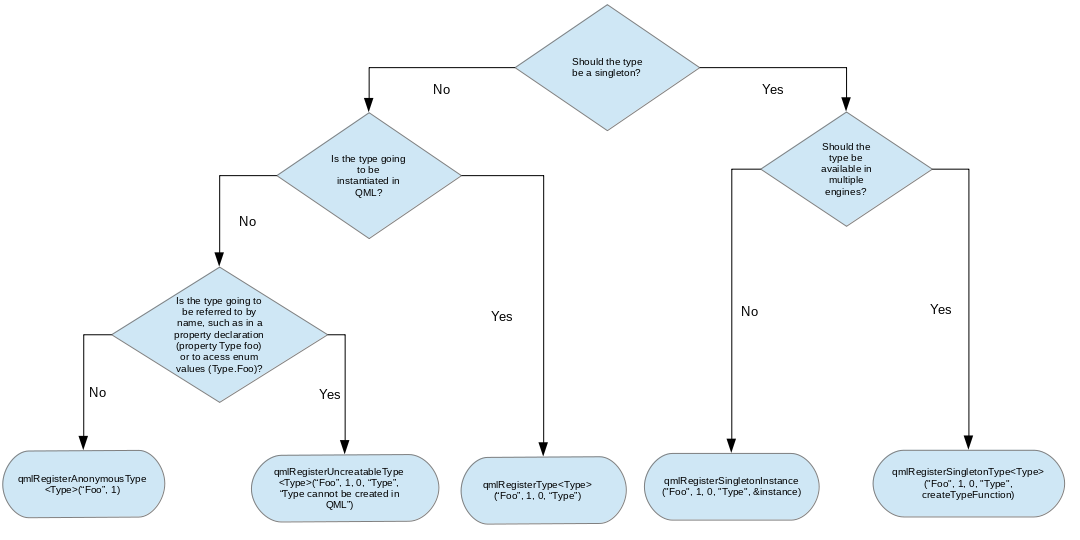 Should the type
be a singleton?
No
Yes
Is the type going
to be
instantiated in
QML?
Should the
type be
available in
multiple
engines?
No
Is the type going to
be referred to by
name, such as in a
property declaration
(property Type foo)
or to acess enum
values (Type.Foo)?
Yes
No
Yes
No
Yes
qmlRegisterAnonymousType
<Type>(“Foo”, 1)
qmlRegisterUncreatableType
<Type>(“Foo”, 1, 0, “Type”,
“Type cannot be created in
QML”)
qmlRegisterType<Type>
(“Foo”, 1, 0, “Type”)
qmlRegisterSingletonInstance
(“Foo”, 1, 0, “Type”, &instance)
qmlRegisterSingletonType<Type>
(“Foo”, 1, 0, “Type”,
createTypeFunction)